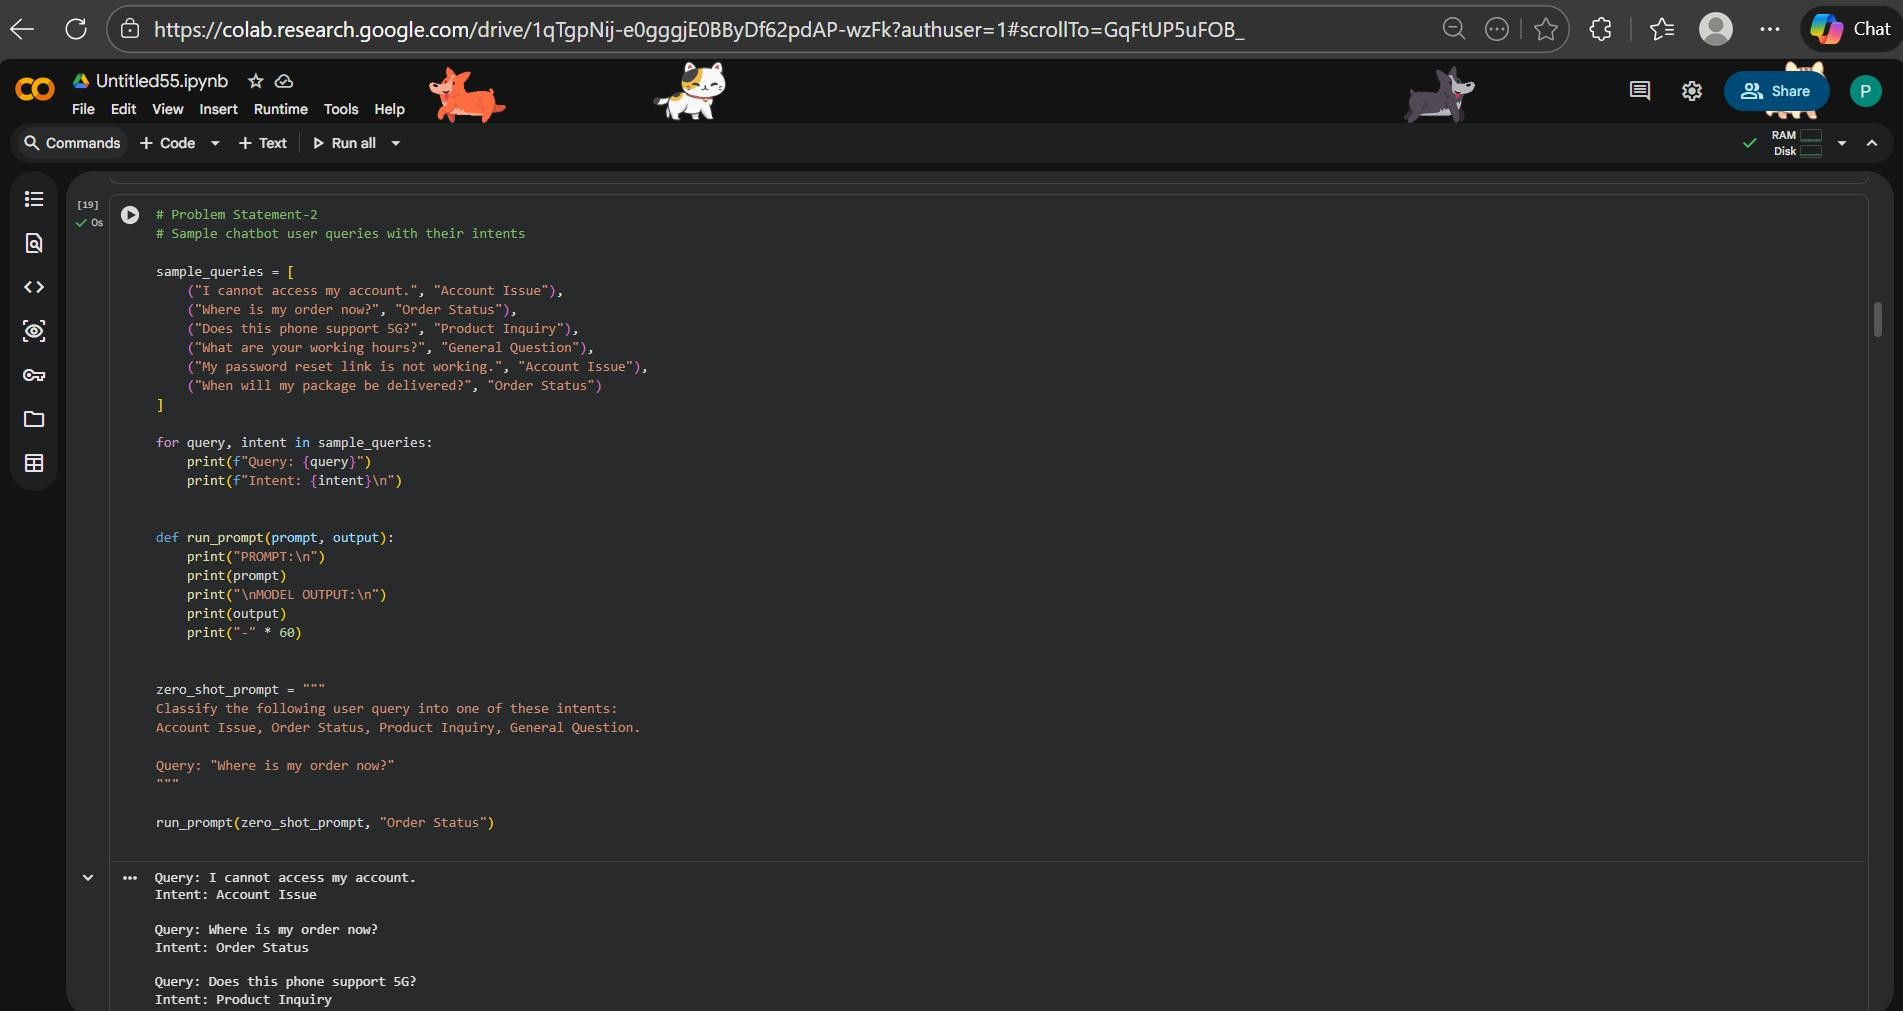 https://colab.research.google.com/drive/1qTgpNij-e0gggjE0BByDf62pdAP-wzFk?authuser=1#scrollTo=GqFtUP5uFOB_
Chat
Untitled55.ipynb
File Edit View Insert Runtime Tools Help
Share
P
Commands + Code + Text Run all
RAM
Disk
[19]
0s
# Problem Statement-2
# Sample chatbot user queries with their intents
sample_queries = [
("I cannot access my account.", "Account Issue"),
("Where is my order now?", "Order Status"),
("Does this phone support 5G?", "Product Inquiry"),
("What are your working hours?", "General Question"),
("My password reset link is not working.", "Account Issue"),
("When will my package be delivered?", "Order Status")
]
for query, intent in sample_queries:
print(f"Query: {query}")
print(f"Intent: {intent}\n")
def run_prompt(prompt, output):
print("PROMPT:\n")
print(prompt)
print("\nMODEL OUTPUT:\n")
print(output)
print("-" * 60)
zero_shot_prompt = """
Classify the following user query into one of these intents:
Account Issue, Order Status, Product Inquiry, General Question.
Query: "Where is my order now?"
"""
run_prompt(zero_shot_prompt, "Order Status")
Query: I cannot access my account.
Intent: Account Issue
Query: Where is my order now?
Intent: Order Status
Query: Does this phone support 5G?
Intent: Product Inquiry